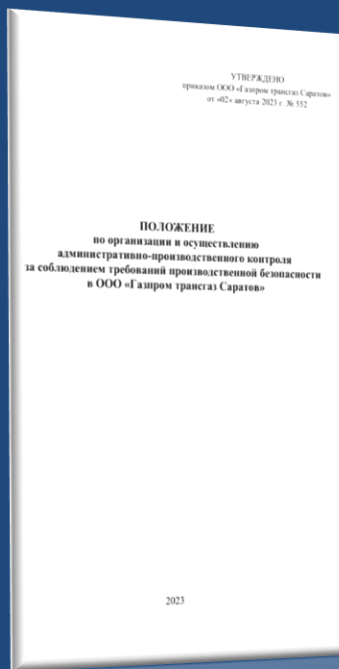 УТВЕРЖДЕНО
приказом ООО «Газпром трансгаз Саратов»
от «02» августа 2023 г. № 552
ПОЛОЖЕНИЕ
по организации и осуществлению
административно-производственного контроля
за соблюдением требований производственной безопасности
в ООО «Газпром трансгаз Саратов»
2023